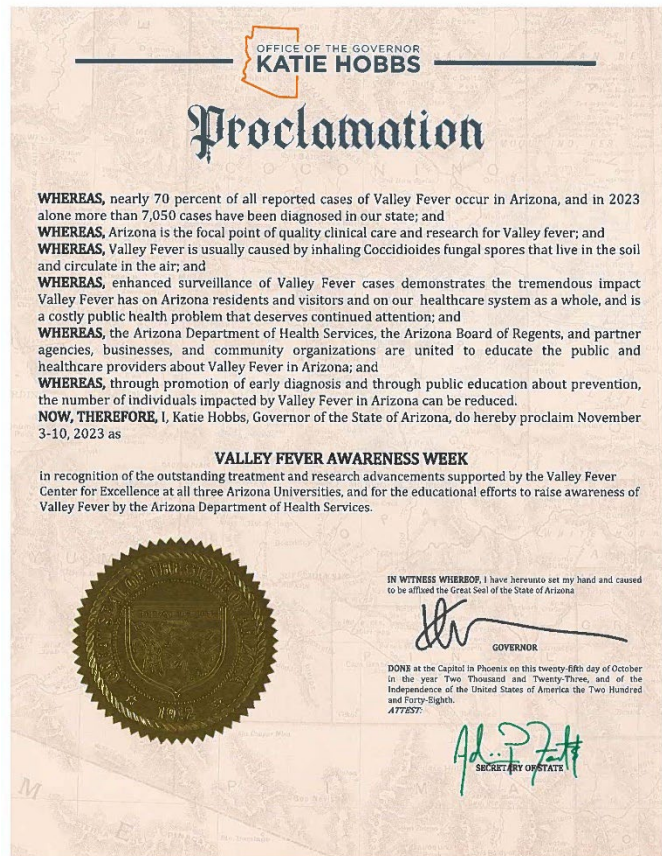 OFFICE OF THE GOVERNOR
KATIE HOBBS
Proclamation
WHEREAS, nearly 70 percent of all reported cases of Valley Fever occur in Arizona, and in 2023
alone more than 7,050 cases have been diagnosed in our state; and
WHEREAS, Arizona is the focal point of quality clinical care and research for Valley fever; and
WHEREAS, Valley Fever is usually caused by inhaling Coccidioides fungal spores that live in the soil
and circulate in the air; and
WHEREAS, enhanced surveillance of Valley Fever cases demonstrates the tremendous impact
Valley Fever has on Arizona residents and visitors and on our healthcare system as a whole, and is
a costly public health problem that deserves continued attention; and
WHEREAS, the Arizona Department of Health Services, the Arizona Board of Regents, and partner
agencies, businesses, and community organizations are united to educate the public and
healthcare providers about Valley Fever in Arizona; and
WHEREAS, through promotion of early diagnosis and through public education about prevention,
the number of individuals impacted by Valley Fever in Arizona can be reduced.
NOW, THEREFORE, I, Katie Hobbs, Governor of the State of Arizona, do hereby proclaim November
3-10, 2023 as
VALLEY FEVER AWARENESS WEEK
in recognition of the outstanding treatment and research advancements supported by the Valley Fever
Center for Excellence at all three Arizona Universities, and for the educational efforts to raise awareness of
Valley Fever by the Arizona Department of Health Services.
IN WITNESS WHEREOF, I have hereunto set my hand and caused
to be affixed the Great Seal of the State of Arizona
GOVERNOR
DONE at the Capitol in Phoenix on this twenty-fifth day of October
in the year Two Thousand and Twenty-Three, and of the
Independence of the United States of America the Two Hundred
and Forty-Eighth.
ATTEST:
SECRETARY OF STATE
1912